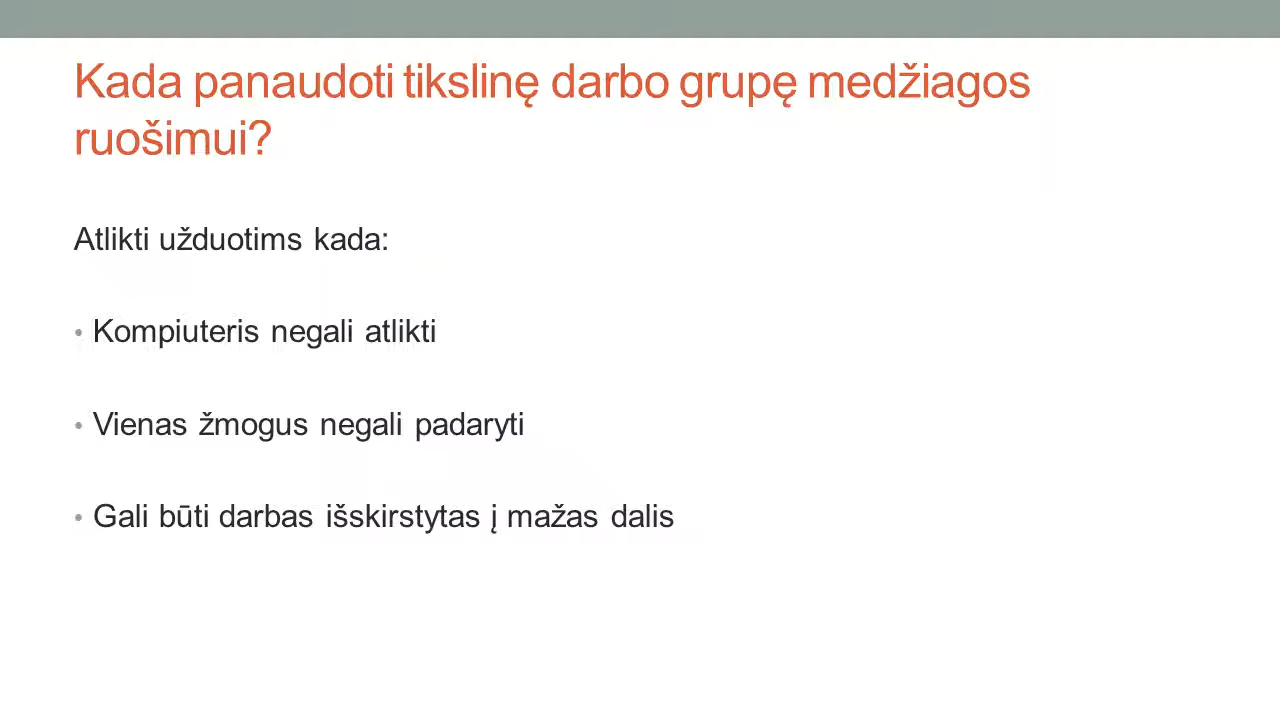 Kada panaudoti tikslinę darbo grupę medžiagos
ruošimui?
Atlikti užduotims kada:
• Kompiuteris negali atlikti
• Vienas žmogus negali padaryti
• Gali būti darbas išskirstytas į mažas dalis